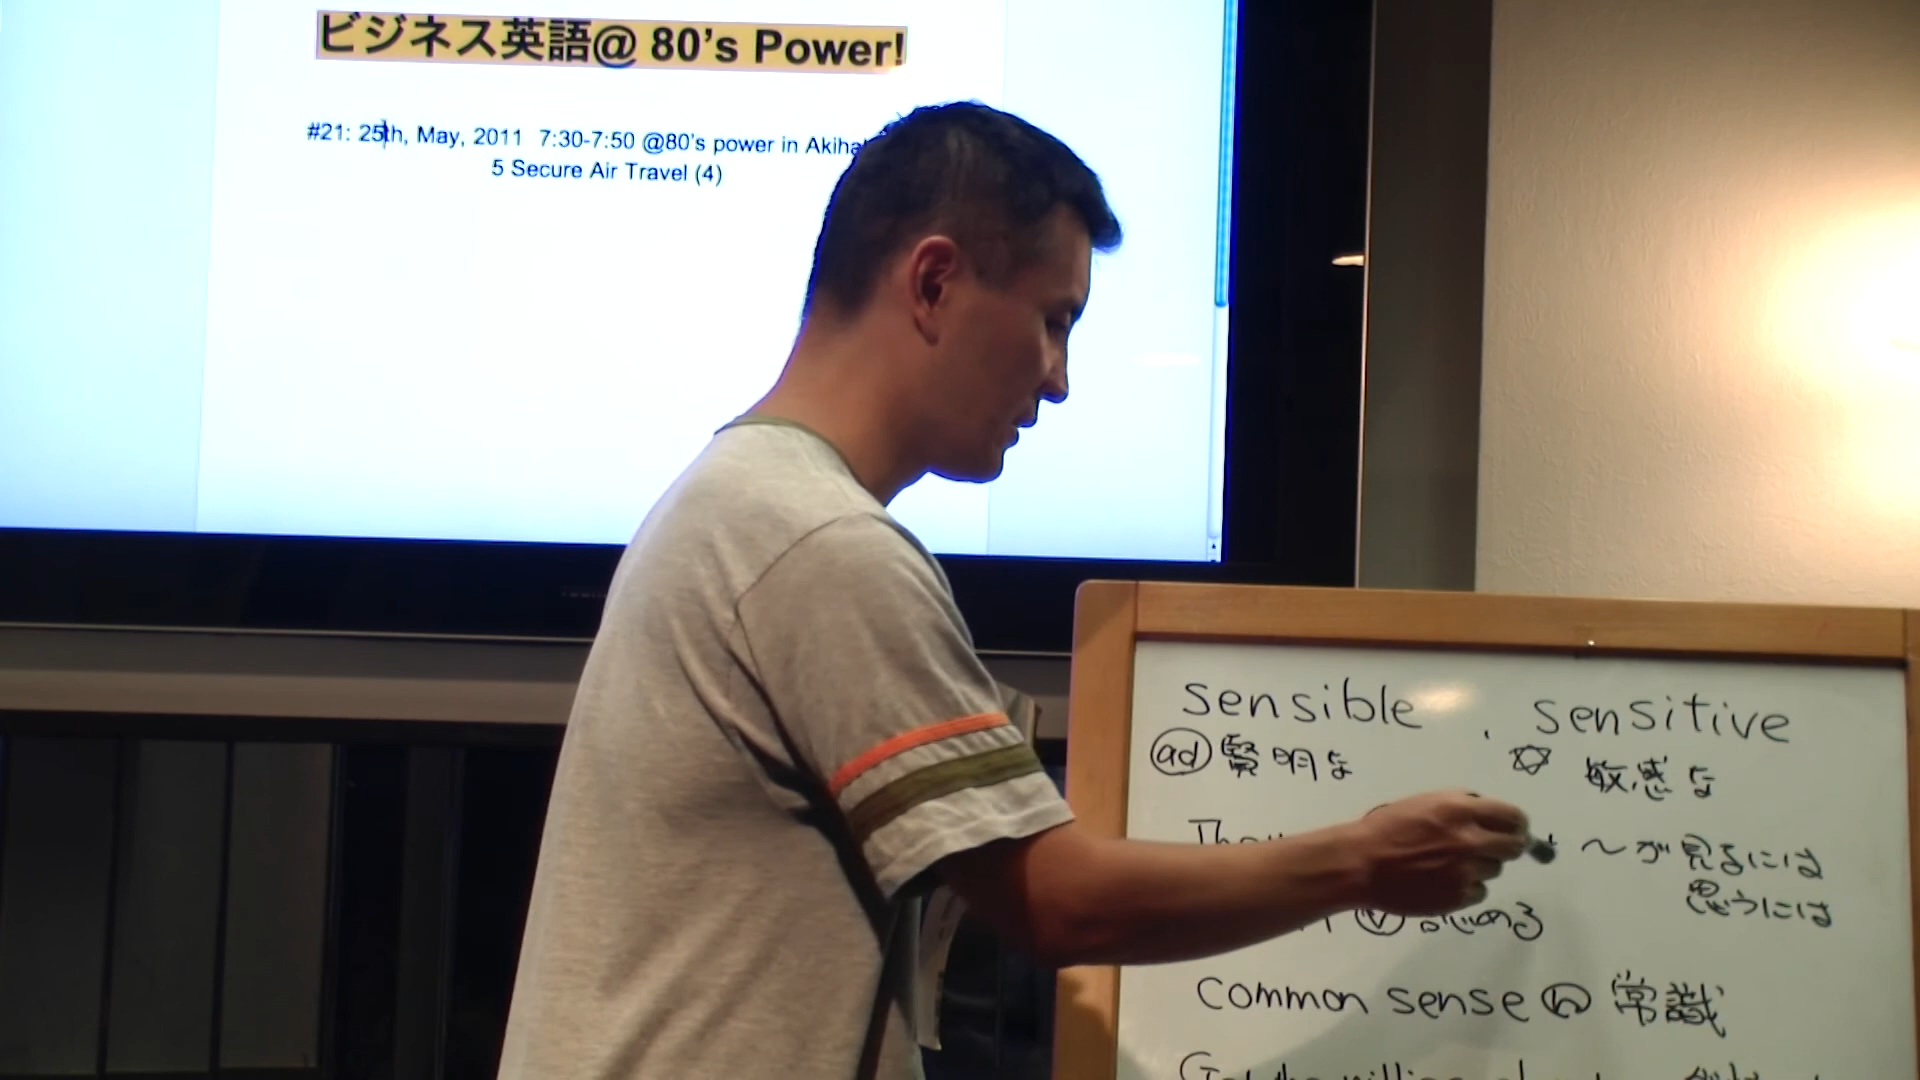 ビジネス英語@ 80's Power!
#21: 25th, May, 2011 7:30-7:50 @80's power in Akiha
5 Secure Air Travel (4)
sensible . sensitive
ad 賢明な ✡ 敏感な
〜が見るには
思うには
v 認める
common sense n 常識